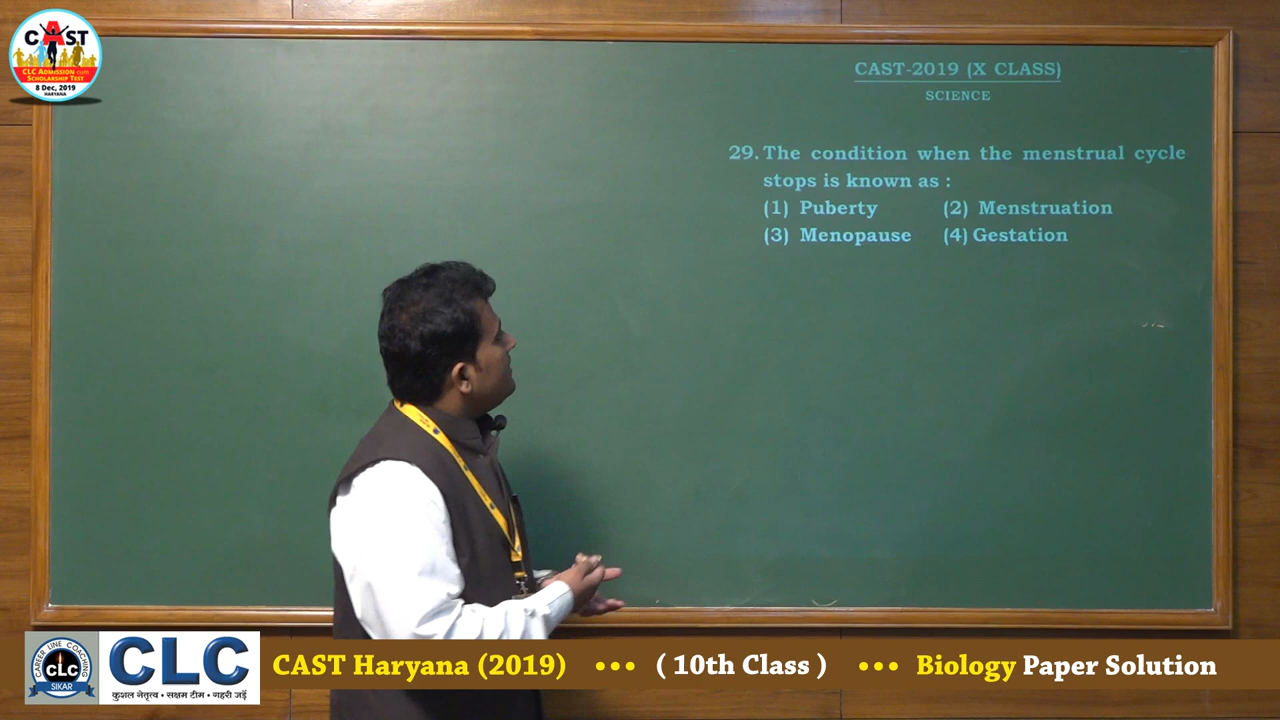 CAST
CLC ADMISSION cum
SCHOLARSHIP TEST
8 Dec, 2019
HARYANA
CAST-2019 (X CLASS)
SCIENCE
29. The condition when the menstrual cycle
stops is known as :
(1) Puberty (2) Menstruation
(3) Menopause (4) Gestation
CAREER LINE COACHING
CLC
SIKAR
CLC
कुशल नेतृत्व • सक्षम टीम • गहरी जड़ें
CAST Haryana (2019) ••• ( 10th Class ) ••• Biology Paper Solution